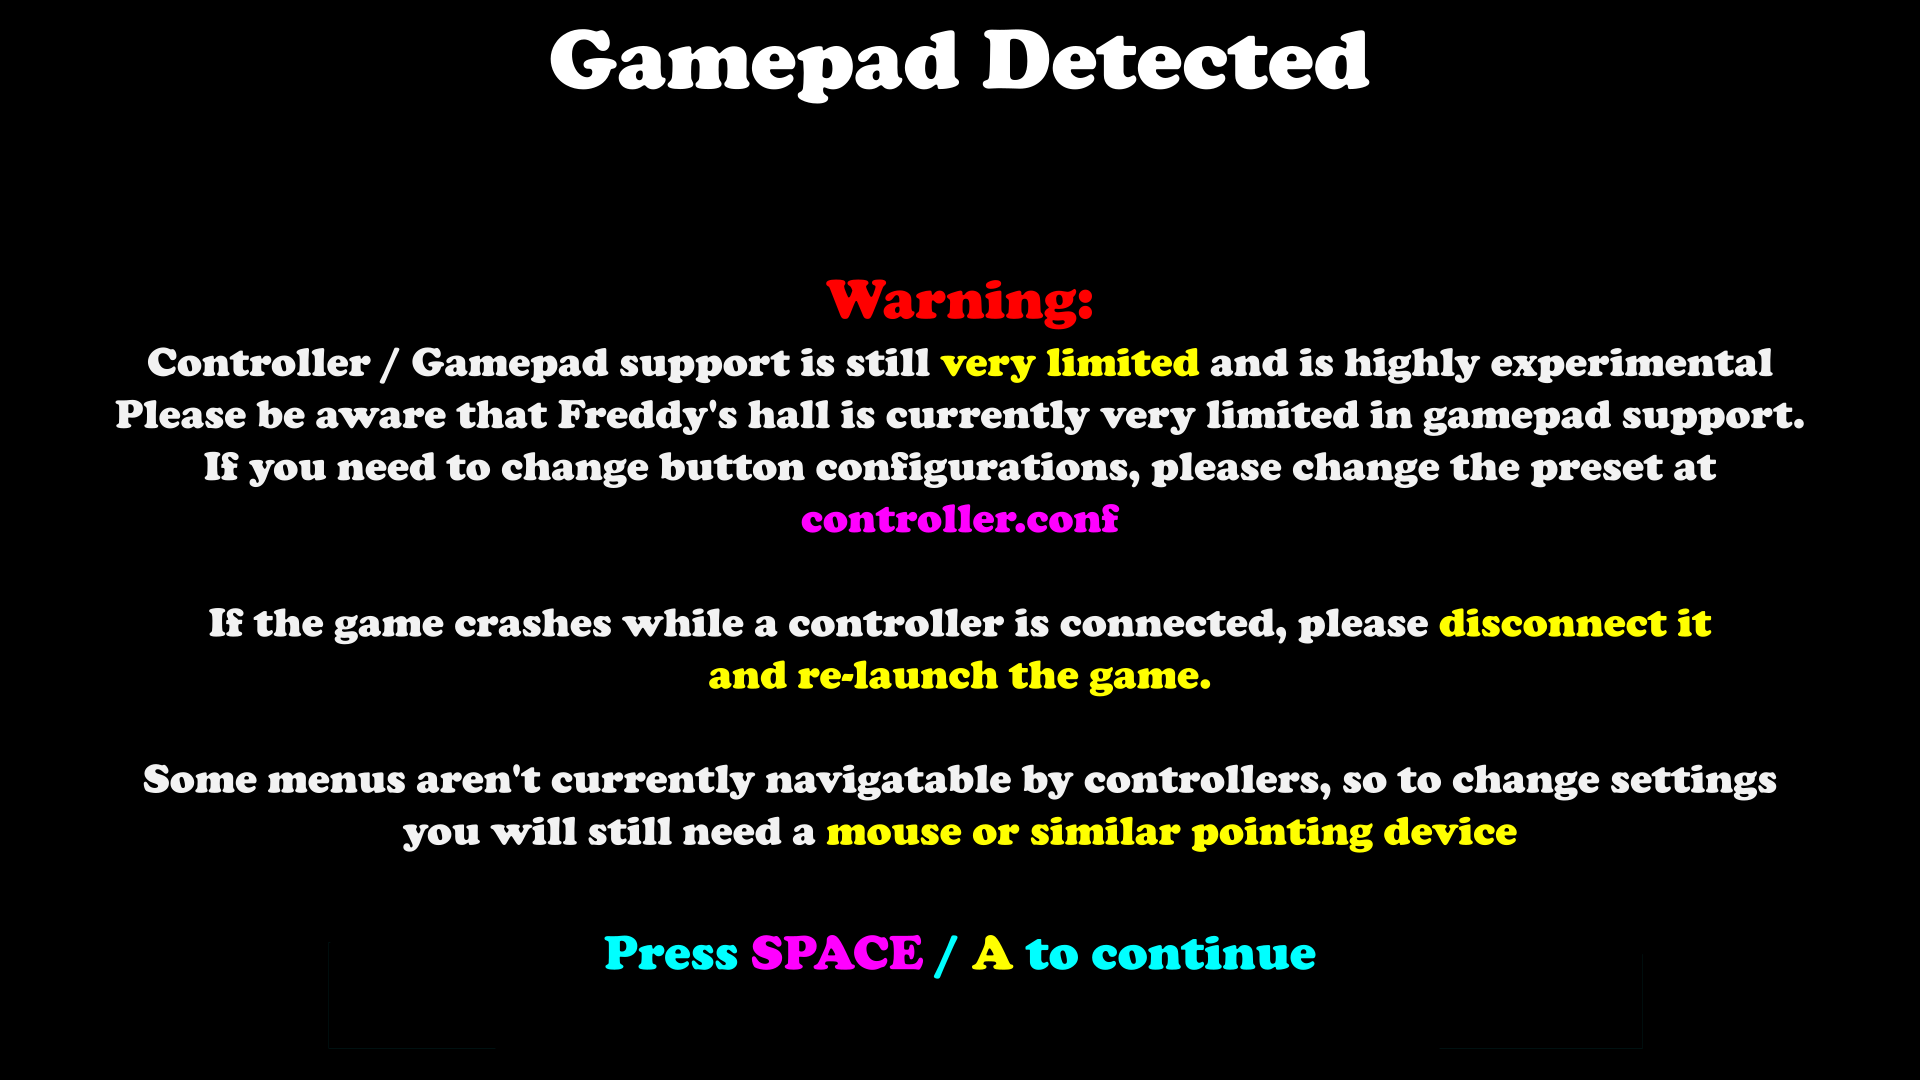 Gamepad Detected
Warning:
Controller / Gamepad support is still very limited and is highly experimental
Please be aware that Freddy's hall is currently very limited in gamepad support.
If you need to change button configurations, please change the preset at
controller.conf
If the game crashes while a controller is connected, please disconnect it
and re-launch the game.
Some menus aren't currently navigatable by controllers, so to change settings
you will still need a mouse or similar pointing device
Press SPACE / A to continue